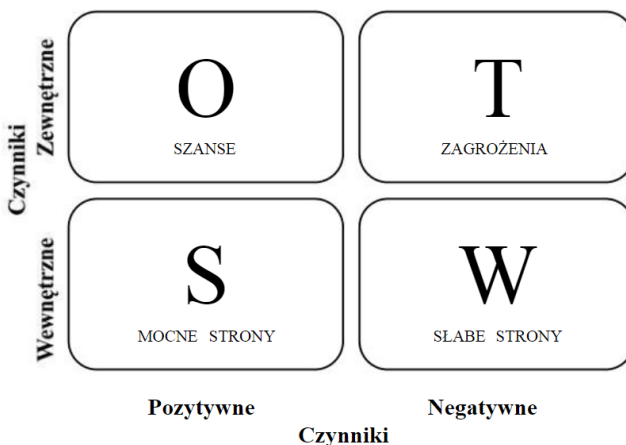 Czynniki
Zewnętrzne
O
SZANSE
T
ZAGROŻENIA
Wewnętrzne
S
MOCNE STRONY
W
SŁABE STRONY
Pozytywne
Negatywne
Czynniki